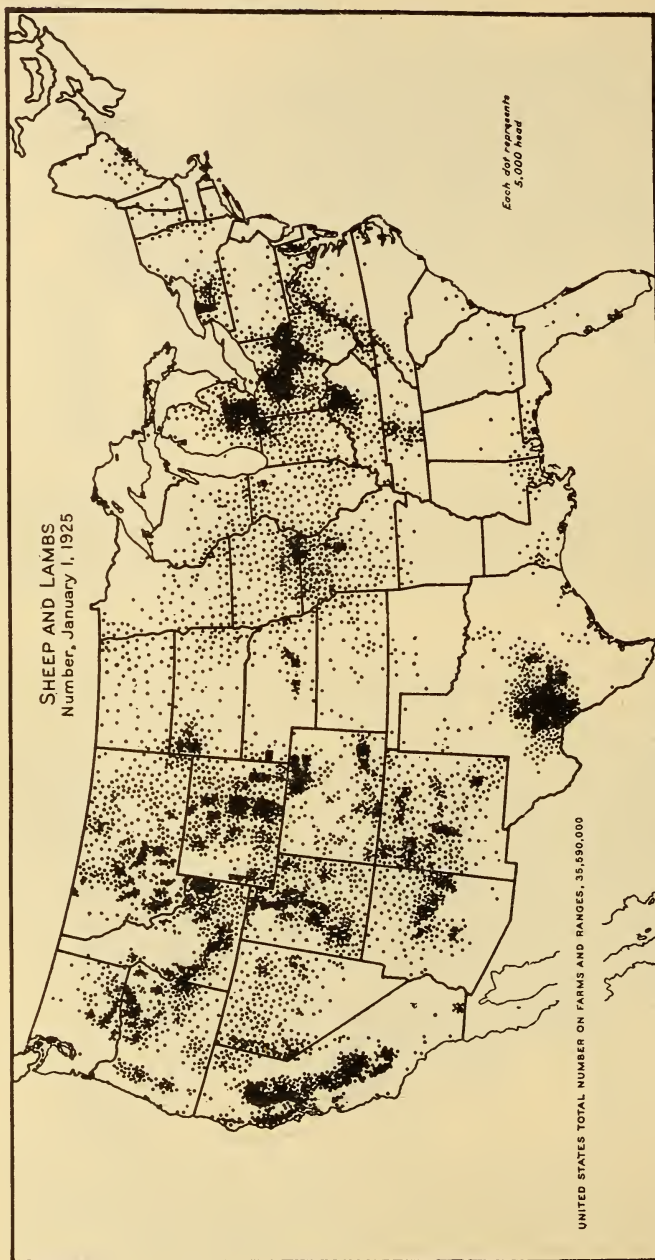 SHEEP AND LAMBS
Number, January 1, 1925
Each dot represents
5,000 head
UNITED STATES TOTAL NUMBER ON FARMS AND RANGES, 35,590,000